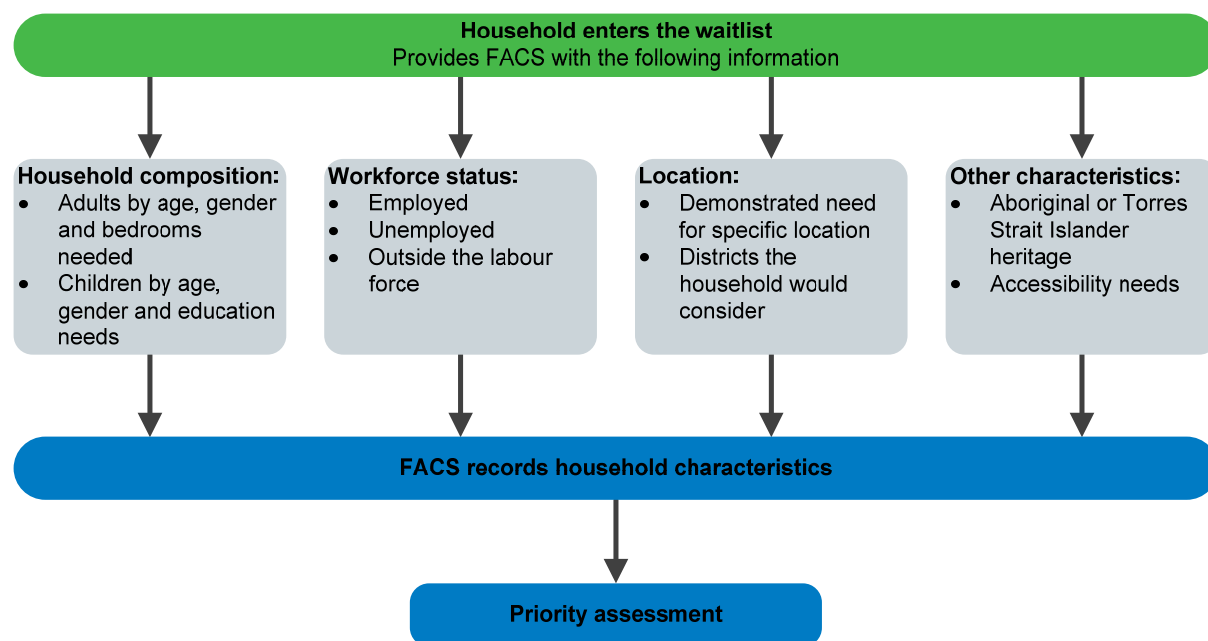 Household enters the waitlist
Provides FACS with the following information
Household composition:
• Adults by age, gender
and bedrooms
needed
• Children by age,
gender and education
needs
Workforce status:
• Employed
• Unemployed
• Outside the labour
force
Location:
• Demonstrated need
for specific location
• Districts the
household would
consider
Other characteristics:
• Aboriginal or Torres
Strait Islander
heritage
• Accessibility needs
FACS records household characteristics
Priority assessment